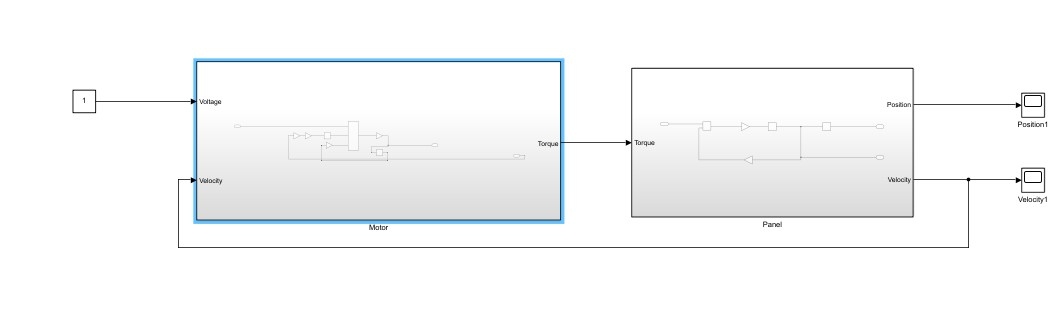 1
Voltage
Velocity
Torque
Motor
Torque
Position
Velocity
Panel
Position1
Velocity1